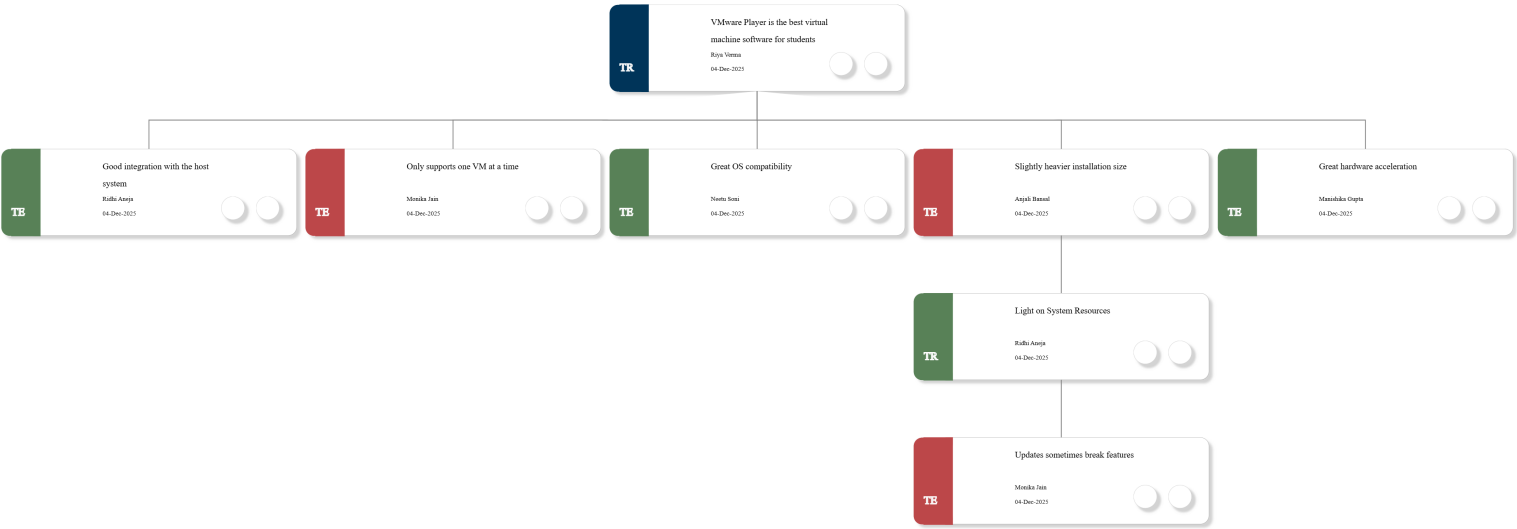 VMware Player is the best virtual
machine software for students
Riya Verma
04-Dec-2025
TR
Good integration with the host
system
Ridhi Aneja
04-Dec-2025
TE
Only supports one VM at a time
Monika Jain
04-Dec-2025
TE
Great OS compatibility
Neetu Soni
04-Dec-2025
TE
Slightly heavier installation size
Anjali Bansal
04-Dec-2025
TE
Great hardware acceleration
Manishika Gupta
04-Dec-2025
TE
Light on System Resources
Ridhi Aneja
04-Dec-2025
TR
Updates sometimes break features
Monika Jain
04-Dec-2025
TE